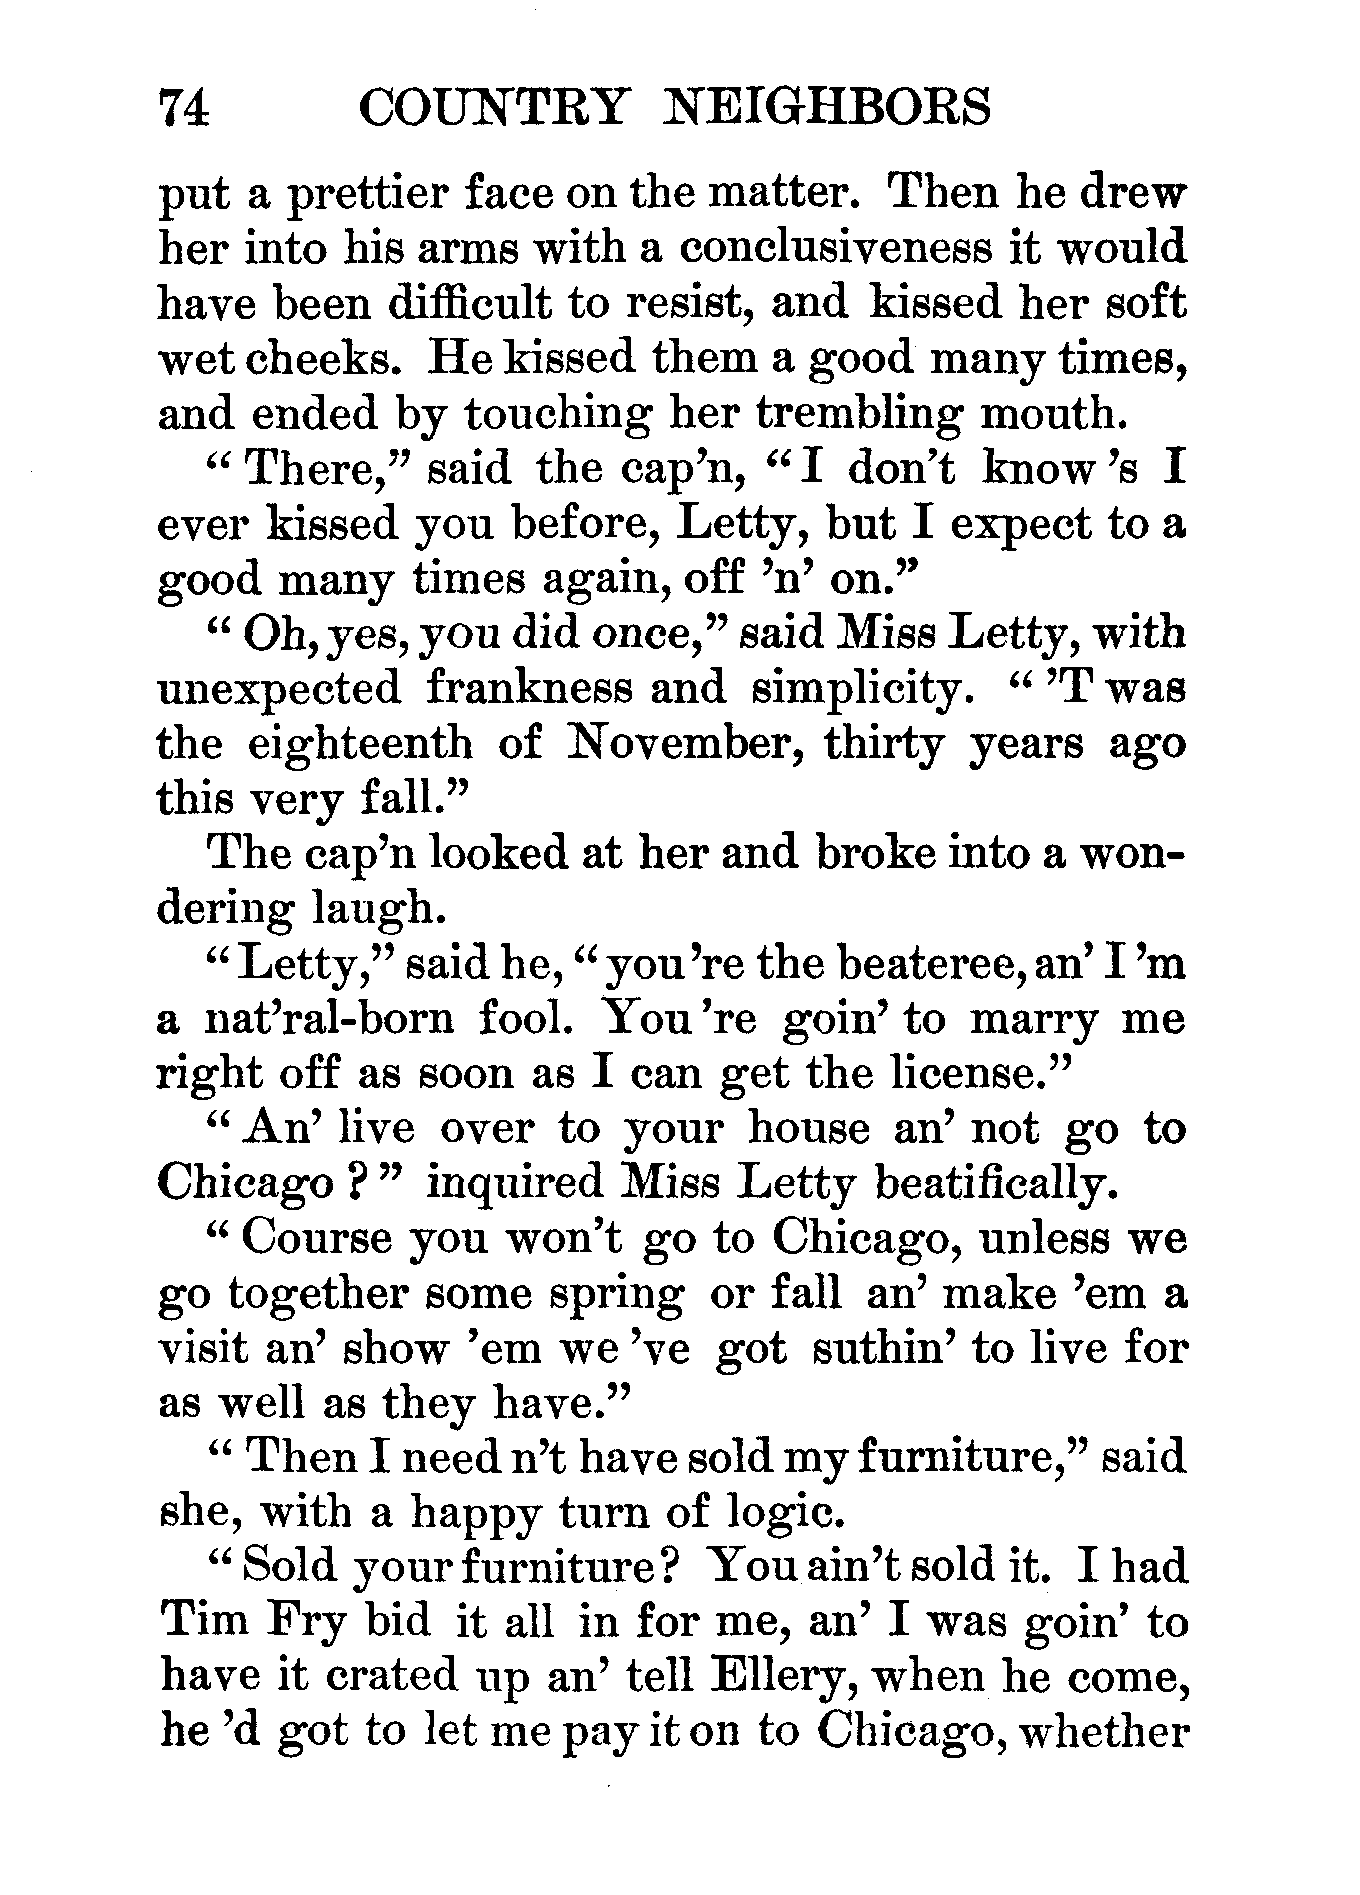 74 COUNTRY NEIGHBORS
put a prettier face on the matter. Then he drew
her into his arms with a conclusiveness it would
have been difficult to resist, and kissed her soft
wet cheeks. He kissed them a good many times,
and ended by touching her trembling mouth.
“ There,” said the cap’n, “ I don’t know ’s I
ever kissed you before, Letty, but I expect to a
good many times again, off ’n’ on.”
“ Oh, yes, you did once,” said Miss Letty, with
unexpected frankness and simplicity. “ ’T was
the eighteenth of November, thirty years ago
this very fall.”
The cap’n looked at her and broke into a won-
dering laugh.
“ Letty,” said he, “ you ’re the beateree, an’ I ’m
a nat’ral-born fool. You ’re goin’ to marry me
right off as soon as I can get the license.”
“ An’ live over to your house an’ not go to
Chicago ? ” inquired Miss Letty beatifically.
“ Course you won’t go to Chicago, unless we
go together some spring or fall an’ make ’em a
visit an’ show ’em we ’ve got suthin’ to live for
as well as they have.”
“ Then I need n’t have sold my furniture,” said
she, with a happy turn of logic.
“ Sold your furniture? You ain’t sold it. I had
Tim Fry bid it all in for me, an’ I was goin’ to
have it crated up an’ tell Ellery, when he come,
he ’d got to let me pay it on to Chicago, whether